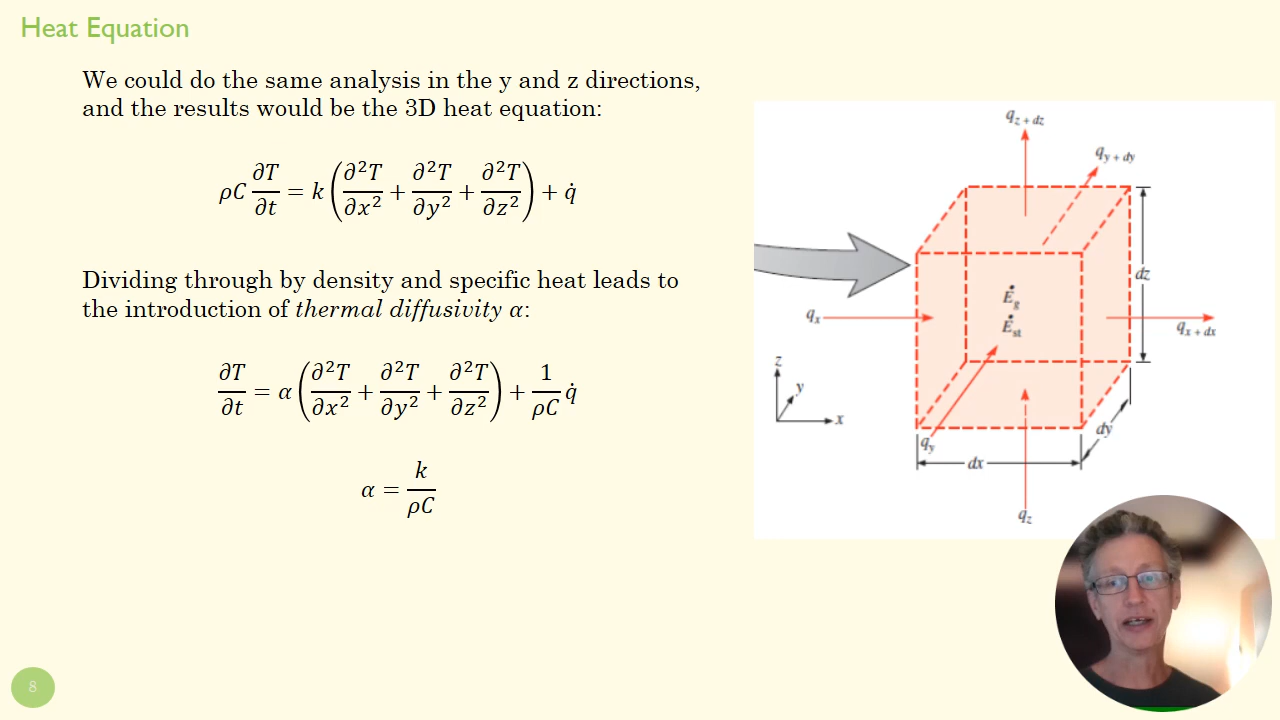 Heat Equation
We could do the same analysis in the y and z directions,
and the results would be the 3D heat equation:
ρC ∂T/∂t = k(∂²T/∂x² + ∂²T/∂y² + ∂²T/∂z²) + q̇
Dividing through by density and specific heat leads to
the introduction of thermal diffusivity α:
∂T/∂t = α(∂²T/∂x² + ∂²T/∂y² + ∂²T/∂z²) + 1/ρC q̇
α = k/ρC
q_z + dz
q_y + dy
dz
Ė_g
Ė_st
q_x
q_x + dx
z
y
x
q_y
dy
dx
q_z
8